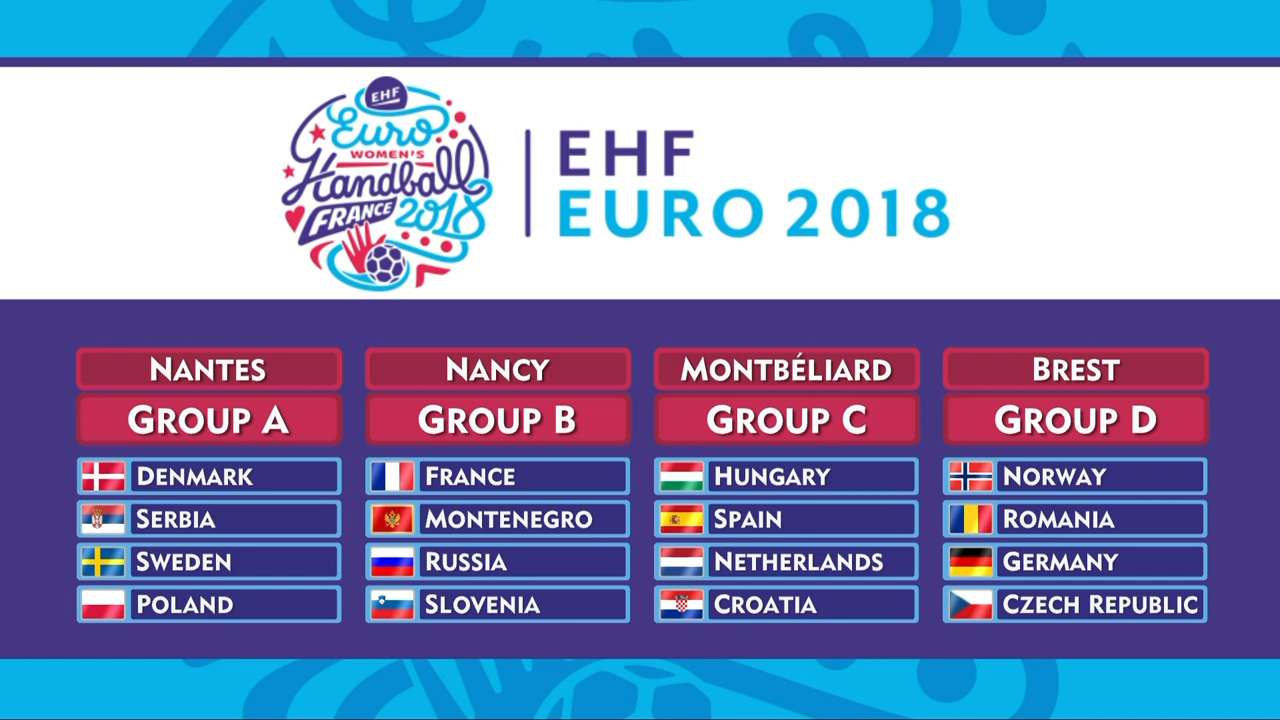 EHF
Euro
WOMEN'S
Handball
FRANCE 2018
EHF
EURO 2018
NANTES
GROUP A
DENMARK
SERBIA
SWEDEN
POLAND
NANCY
GROUP B
FRANCE
MONTENEGRO
RUSSIA
SLOVENIA
MONTBÉLIARD
GROUP C
HUNGARY
SPAIN
NETHERLANDS
CROATIA
BREST
GROUP D
NORWAY
ROMANIA
GERMANY
CZECH REPUBLIC